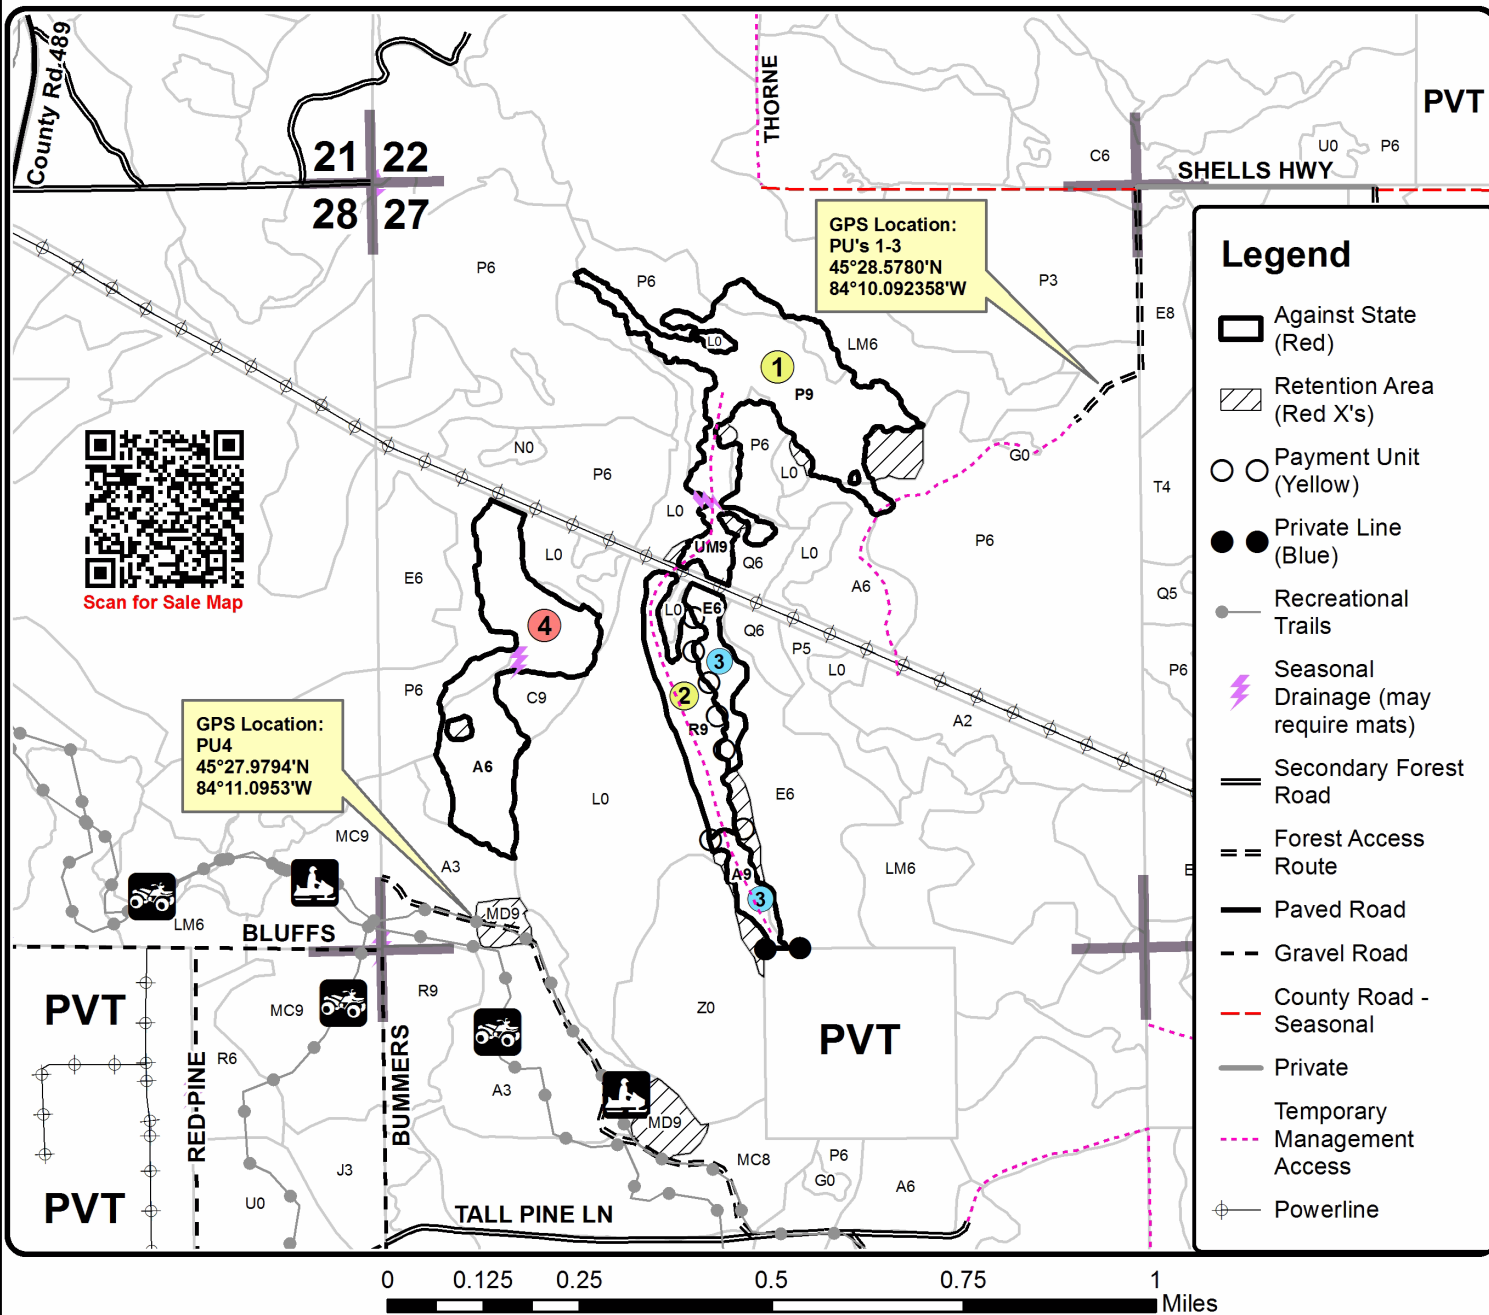 County Rd 489
THORNE
PVT
21 22
28 27
C6
U0
P6
SHELLS HWY
GPS Location:
PU's 1-3
45°28.5780'N
84°10.092358'W
P6
P6
P3
E8
L0
LM6
1
P9
N0
P6
P6
L0
G0
T4
L0
P6
UM9
L0
L0
Q6
E6
A6
Q5
Scan for Sale Map
L0
E6
Q6
4
P5
3
L0
P6
P6
C9
2
R9
A2
GPS Location:
PU4
45°27.9794'N
84°11.0953'W
A6
L0
E6
MC9
A3
A9
LM6
E
3
LM6
MD9
BLUFFS
PVT
MC9
R9
Z0
PVT
RED PINE
R6
BUMMERS
A3
MD9
MC8
P6
G0
A6
J3
U0
PVT
TALL PINE LN
Legend
Against State
(Red)
Retention Area
(Red X's)
Payment Unit
(Yellow)
Private Line
(Blue)
Recreational
Trails
Seasonal
Drainage (may
require mats)
Secondary Forest
Road
Forest Access
Route
Paved Road
Gravel Road
County Road -
Seasonal
Private
Temporary
Management
Access
Powerline
0 0.125 0.25 0.5 0.75 1
Miles